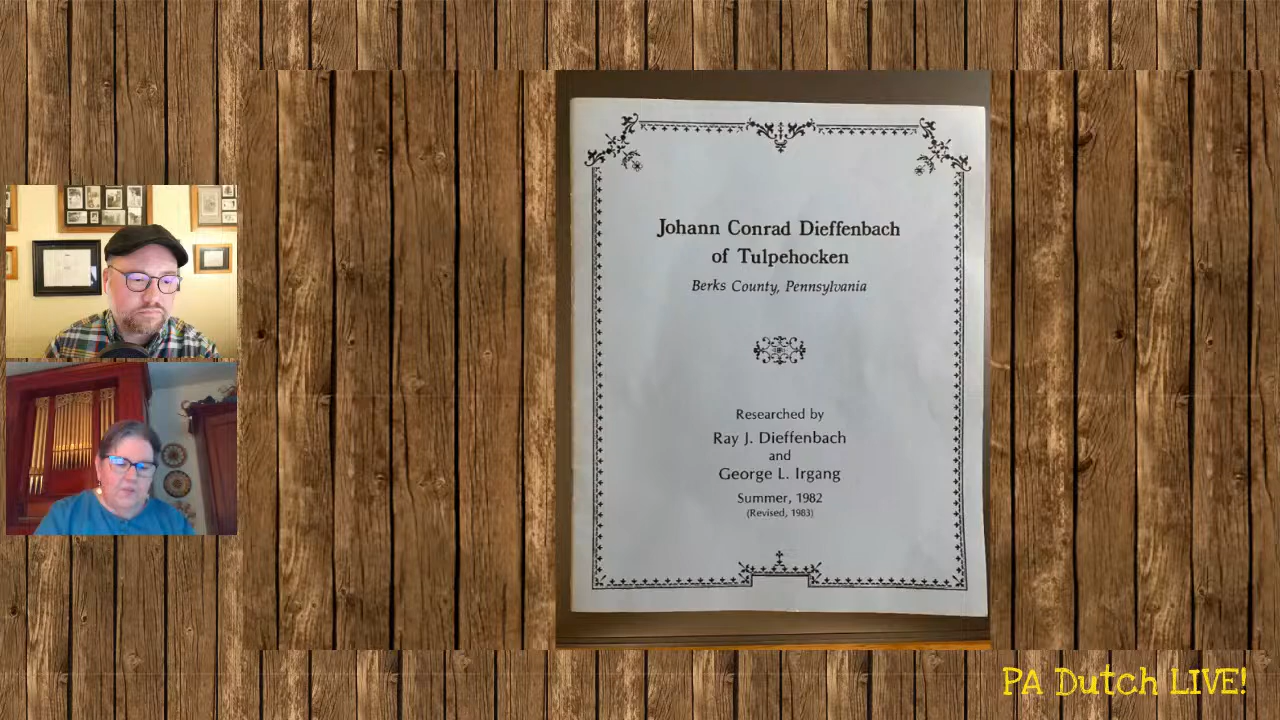 Johann Conrad Dieffenbach
of Tulpehocken
Berks County, Pennsylvania
Researched by
Ray J. Dieffenbach
and
George L. Irgang
Summer, 1982
(Revised, 1983)
PA Dutch LIVE!